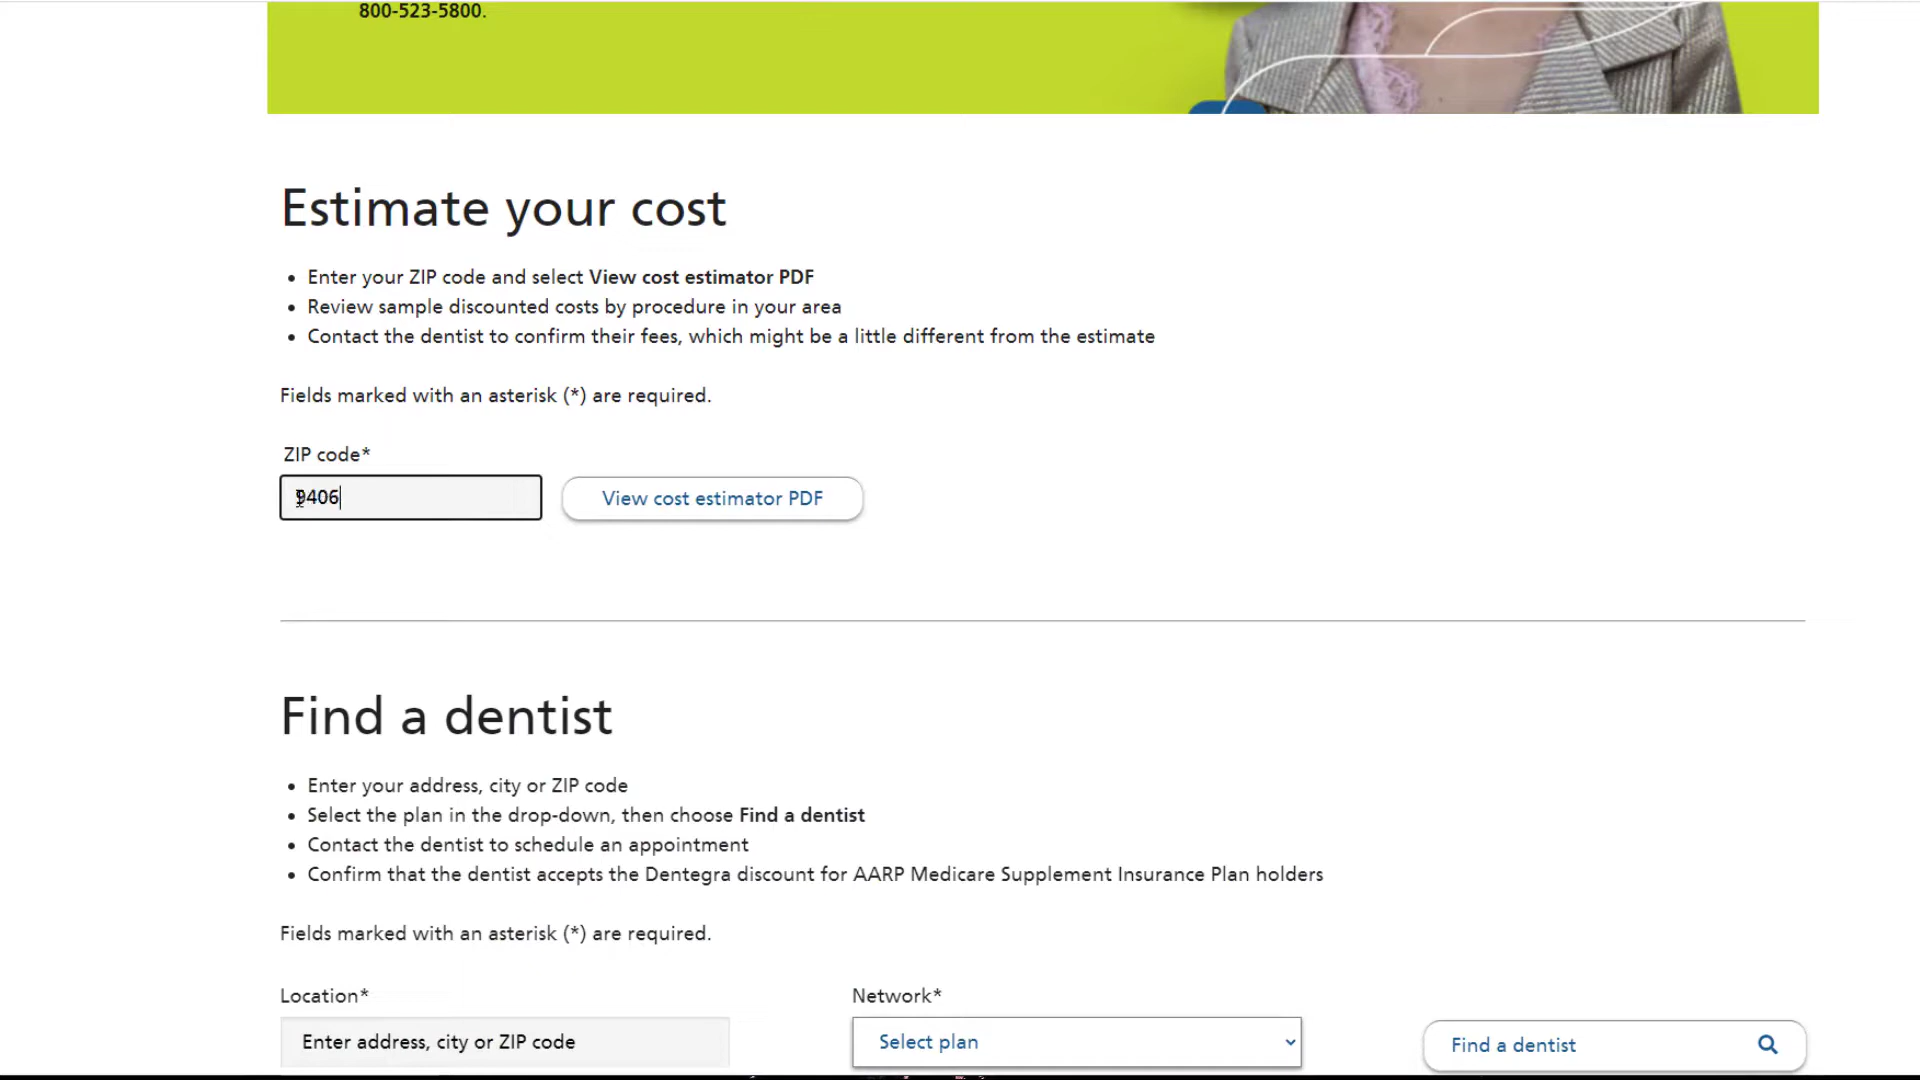 800-523-5800.
Estimate your cost
Enter your ZIP code and select View cost estimator PDF
Review sample discounted costs by procedure in your area
Contact the dentist to confirm their fees, which might be a little different from the estimate
Fields marked with an asterisk (*) are required.
ZIP code*
9406
View cost estimator PDF
Find a dentist
Enter your address, city or ZIP code
Select the plan in the drop-down, then choose Find a dentist
Contact the dentist to schedule an appointment
Confirm that the dentist accepts the Dentegra discount for AARP Medicare Supplement Insurance Plan holders
Fields marked with an asterisk (*) are required.
Location*
Network*
Enter address, city or ZIP code
Select plan
Find a dentist